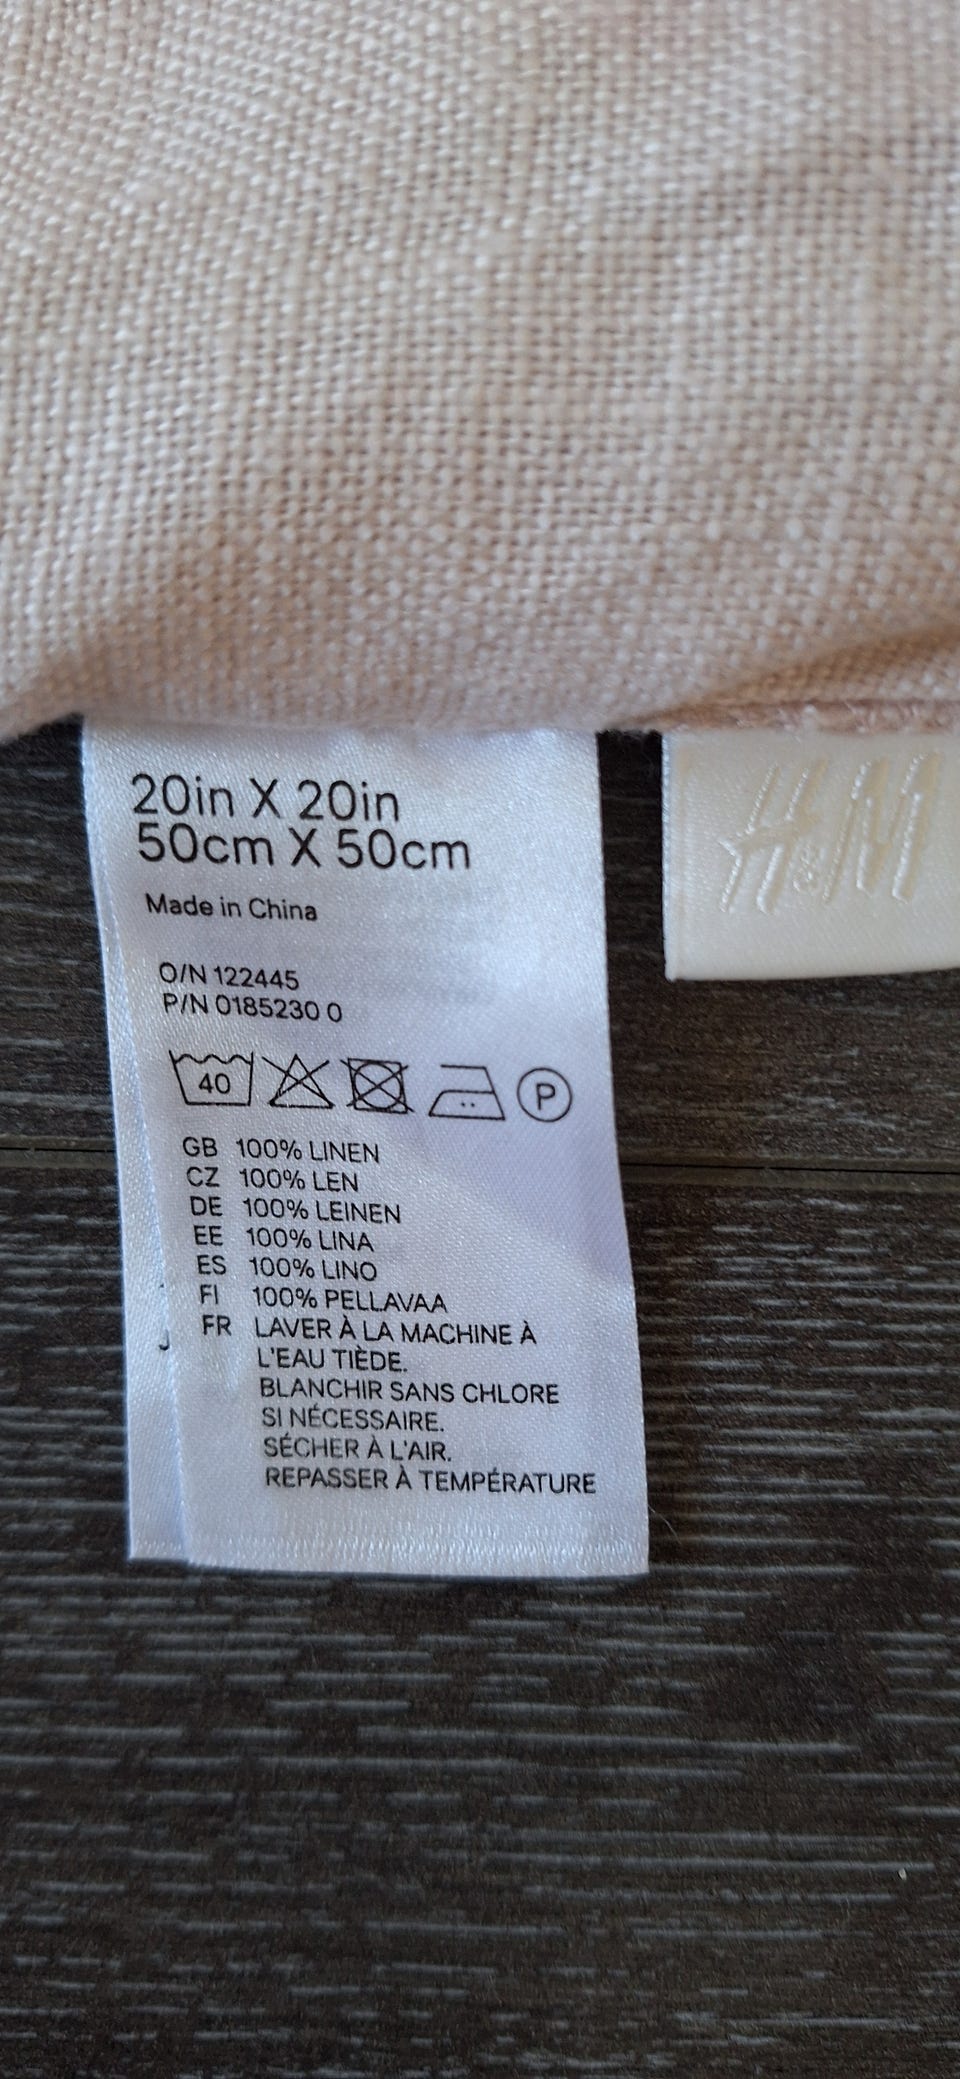 20in X 20in
50cm X 50cm
Made in China
O/N 122445
P/N 0185230 0
40
P
GB 100% LINEN
CZ 100% LEN
DE 100% LEINEN
EE 100% LINA
ES 100% LINO
FI 100% PELLAVAA
FR LAVER À LA MACHINE À
L'EAU TIÈDE.
BLANCHIR SANS CHLORE
SI NÉCESSAIRE.
SÉCHER À L'AIR.
REPASSER À TEMPÉRATURE
H&M